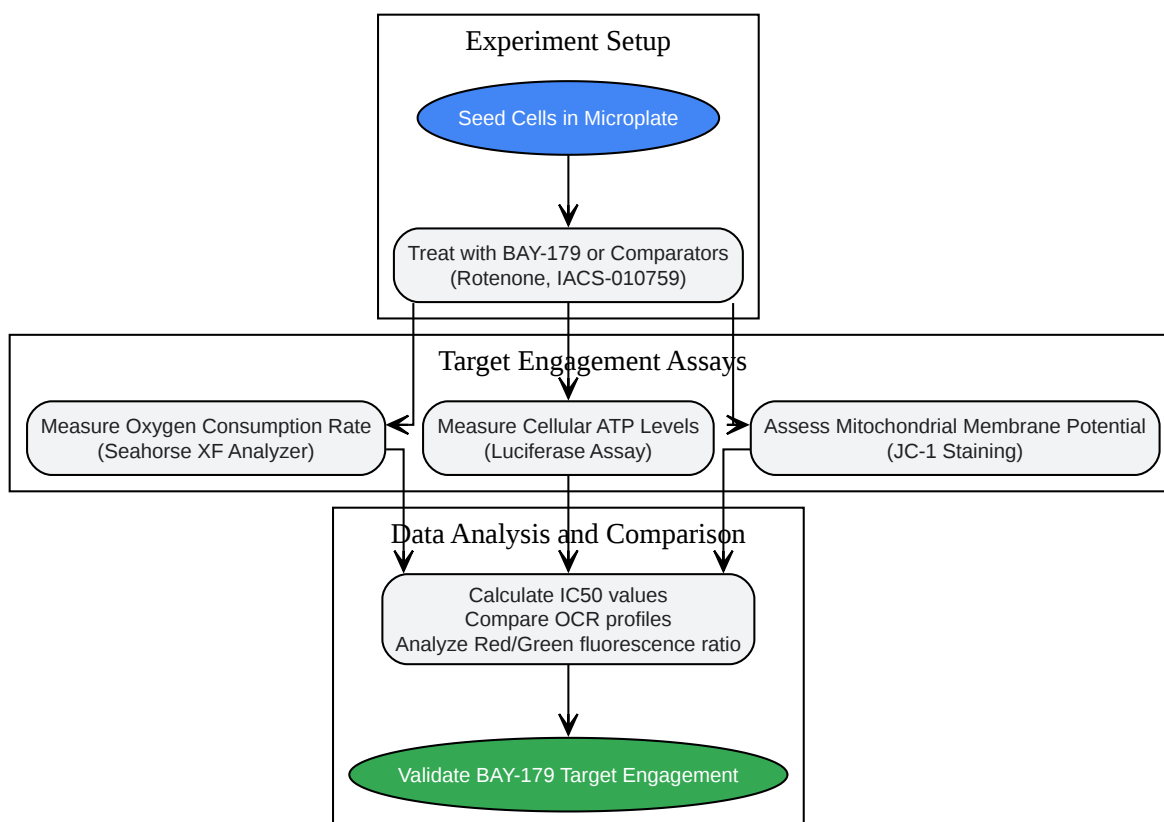 Experiment Setup
Seed Cells in Microplate
Treat with BAY-179 or Comparators
(Rotenone, IACS-010759)
Target Engagement Assays
Measure Oxygen Consumption Rate
(Seahorse XF Analyzer)
Measure Cellular ATP Levels
(Luciferase Assay)
Assess Mitochondrial Membrane Potential
(JC-1 Staining)
Data Analysis and Comparison
Calculate IC50 values
Compare OCR profiles
Analyze Red/Green fluorescence ratio
Validate BAY-179 Target Engagement